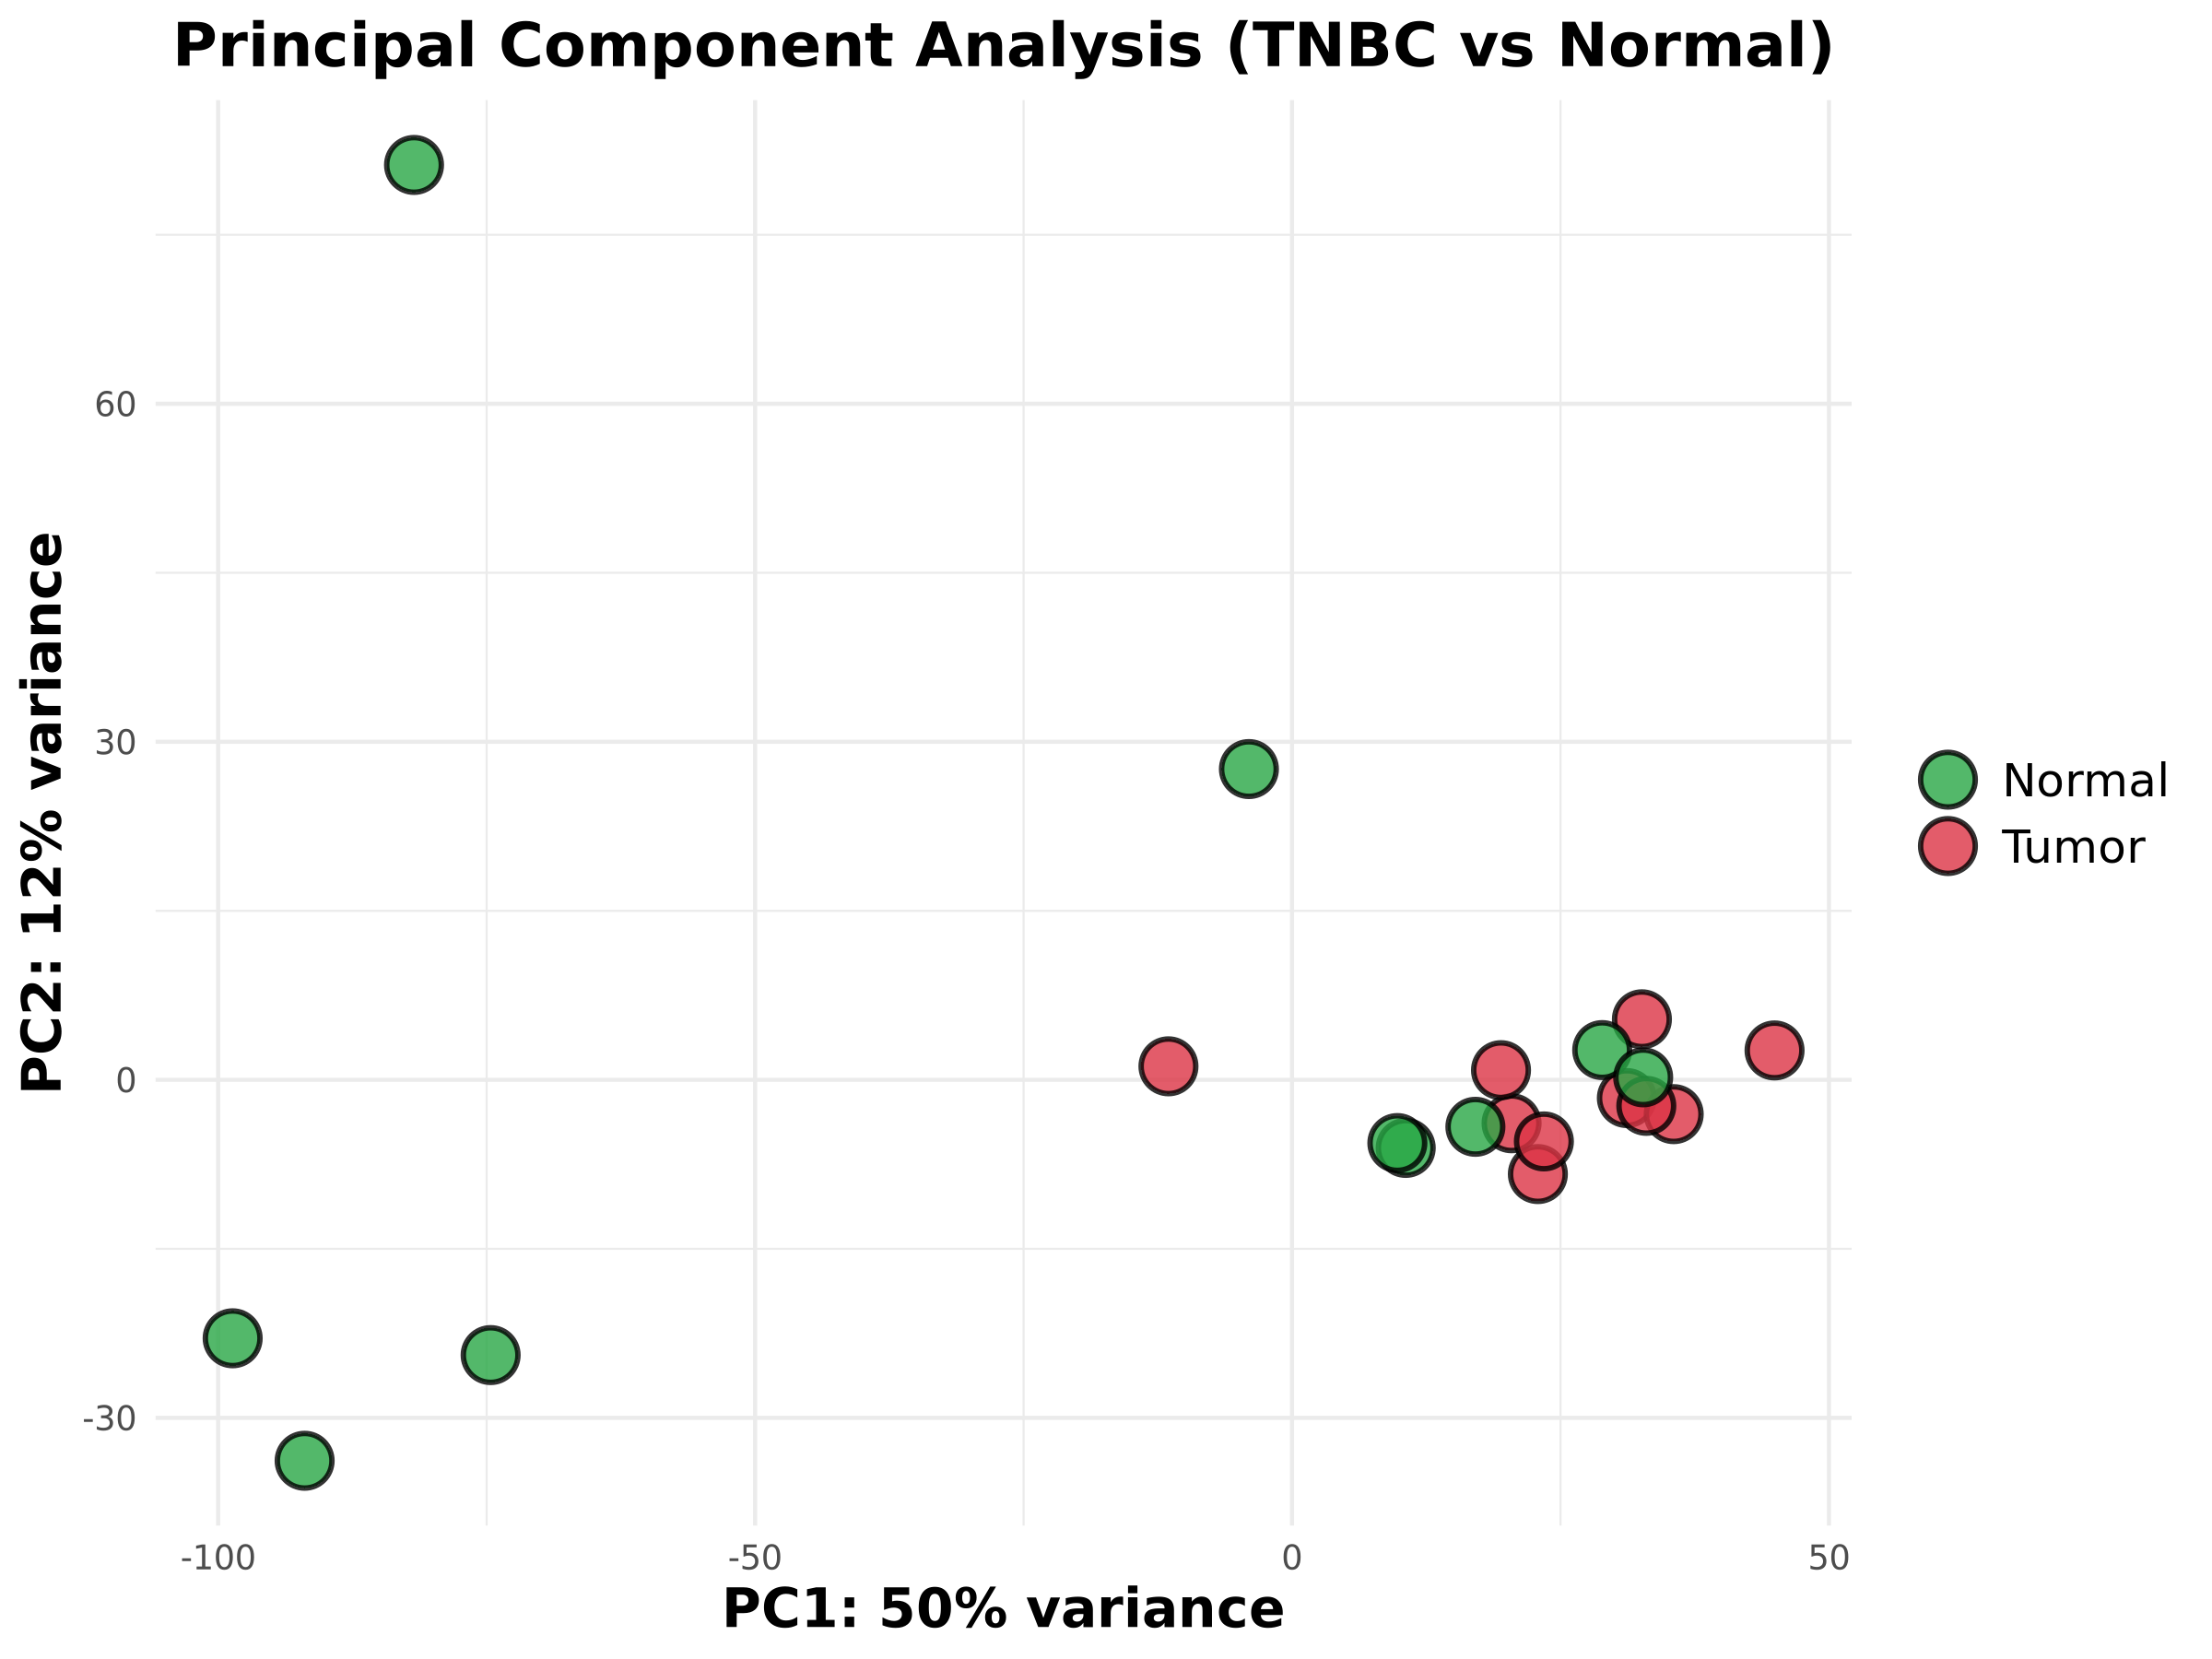 Principal Component Analysis (TNBC vs Normal)
PC2: 12% variance
60
30
0
-30
-100
-50
0
50
PC1: 50% variance
Normal
Tumor